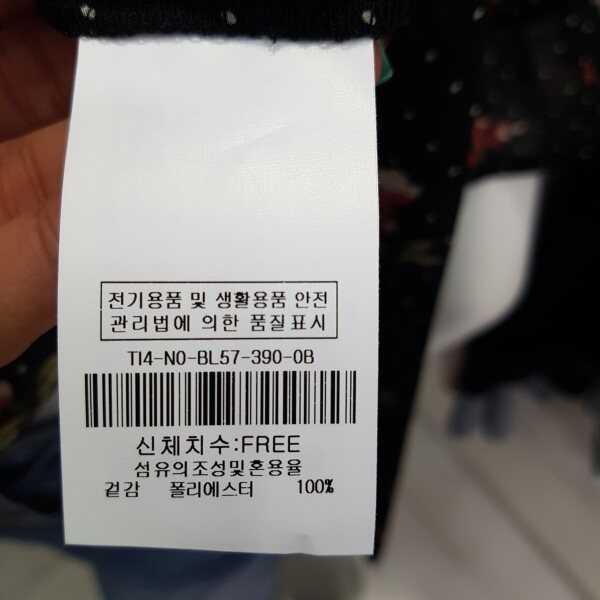 전기용품 및 생활용품 안전
관리법에 의한 품질표시
TI4-NO-BL57-390-0B
신체치수:FREE
섬유의조성및혼용율
겉감 폴리에스터 100%